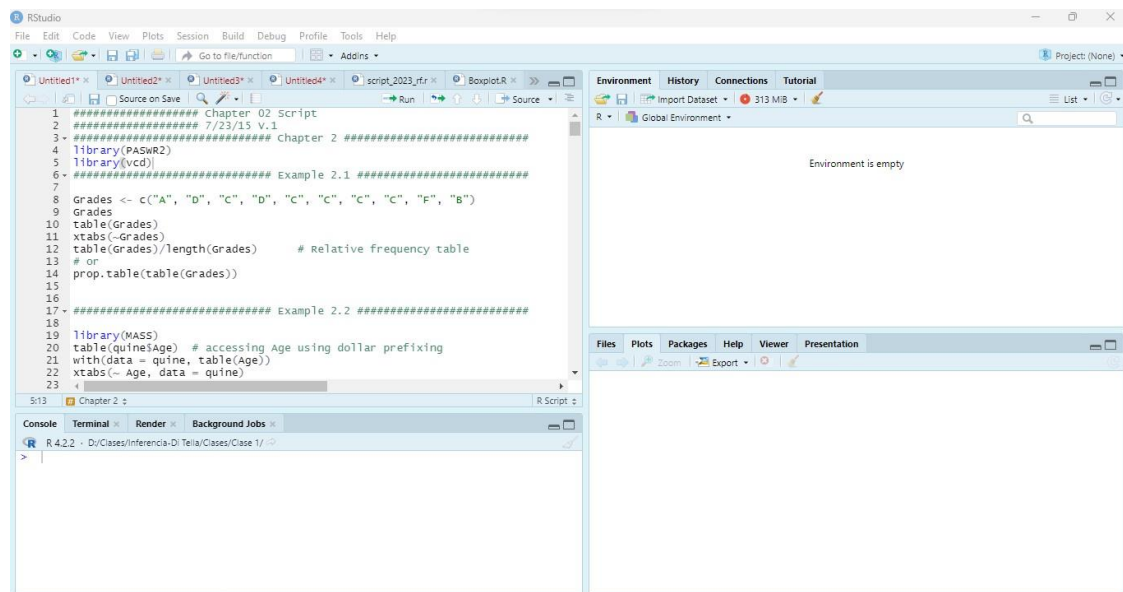 RStudio
File Edit Code View Plots Session Build Debug Profile Tools Help
Go to file/function Addins
Project: (None)
Untitled1* Untitled2* Untitled3* Untitled4* script_2023_rf.r Boxplot.R
Source on Save Run Source
1 ################### Chapter 02 Script
2 ################### 7/23/15 V.1
3 ############################## Chapter 2 ############################
4 library(PASWR2)
5 library(vcd)
6 ############################## Example 2.1 ##########################
7
8 Grades <- c("A", "D", "C", "D", "C", "C", "C", "C", "F", "B")
9 Grades
10 table(Grades)
11 xtabs(~Grades)
12 table(Grades)/length(Grades) # Relative frequency table
13 # or
14 prop.table(table(Grades))
15
16
17 ############################## Example 2.2 ##########################
18
19 library(MASS)
20 table(quine$Age) # accessing Age using dollar prefixing
21 with(data = quine, table(Age))
22 xtabs(~ Age, data = quine)
23
5:13 # Chapter 2 R Script
Console Terminal Render Background Jobs
R R 4.2.2 · D:/Clases/Inferencia-Di Tella/Clases/Clase 1/
>
Environment History Connections Tutorial
Import Dataset 313 MiB List
R Global Environment
Environment is empty
Files Plots Packages Help Viewer Presentation
Zoom Export